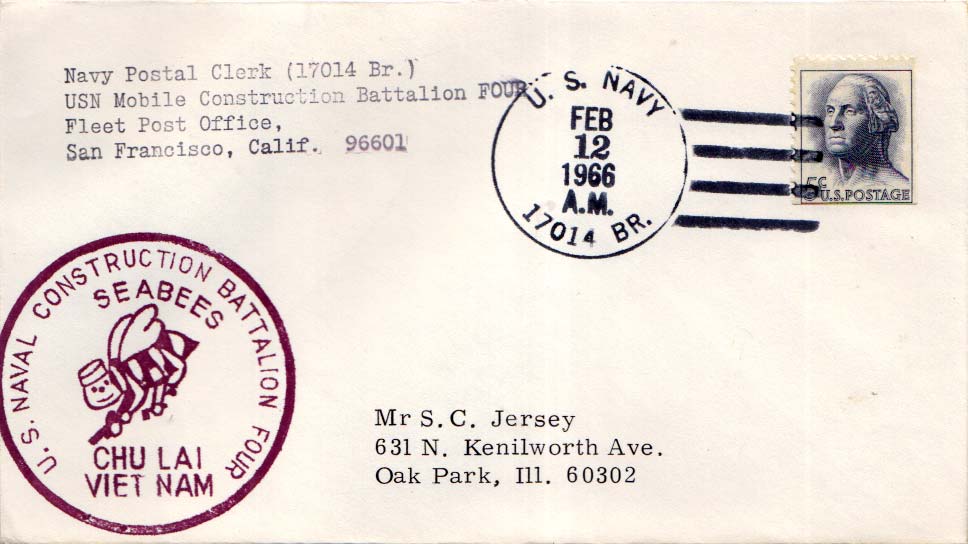 Navy Postal Clerk (17014 Br.)
USN Mobile Construction Battalion FOUR
Fleet Post Office,
San Francisco, Calif. 96601
U. S. NAVY
FEB
12
1966
A.M.
17014 BR.
5¢
U.S. POSTAGE
U.S. NAVAL CONSTRUCTION BATTALION FOUR
SEABEES
CHU LAI
VIET NAM
Mr S.C. Jersey
631 N. Kenilworth Ave.
Oak Park, Ill. 60302